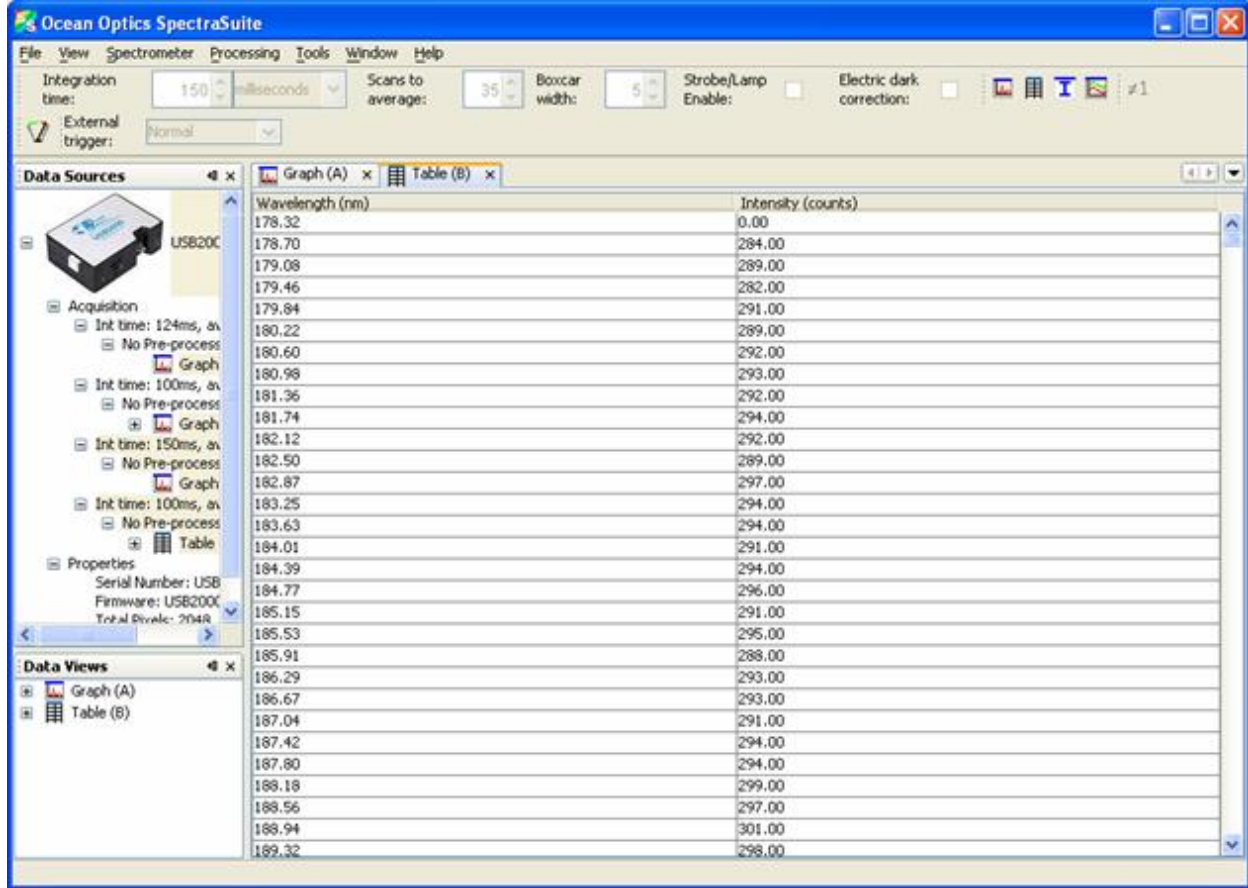 Ocean Optics SpectraSuite
File View Spectrometer Processing Tools Window Help
Integration time: 150 milliseconds Scans to average: 35 Boxcar width: 5 Strobe/Lamp Enable: Electric dark correction: ≠1
External trigger: Normal
Data Sources
USB200
Acquisition
Int time: 124ms, av
No Pre-process
Graph
Int time: 100ms, av
No Pre-process
Graph
Int time: 150ms, av
No Pre-process
Graph
Int time: 100ms, av
No Pre-process
Table
Properties
Serial Number: USB
Firmware: USB2000
Total Pixels: 2048
Data Views
Graph (A)
Table (B)
Graph (A) x Table (B) x
Wavelength (nm) Intensity (counts)
178.32 0.00
178.70 284.00
179.08 289.00
179.46 282.00
179.84 291.00
180.22 289.00
180.60 292.00
180.98 293.00
181.36 292.00
181.74 294.00
182.12 292.00
182.50 289.00
182.87 297.00
183.25 294.00
183.63 294.00
184.01 291.00
184.39 294.00
184.77 296.00
185.15 291.00
185.53 295.00
185.91 288.00
186.29 293.00
186.67 293.00
187.04 291.00
187.42 294.00
187.80 294.00
188.18 299.00
188.56 297.00
188.94 301.00
189.32 298.00